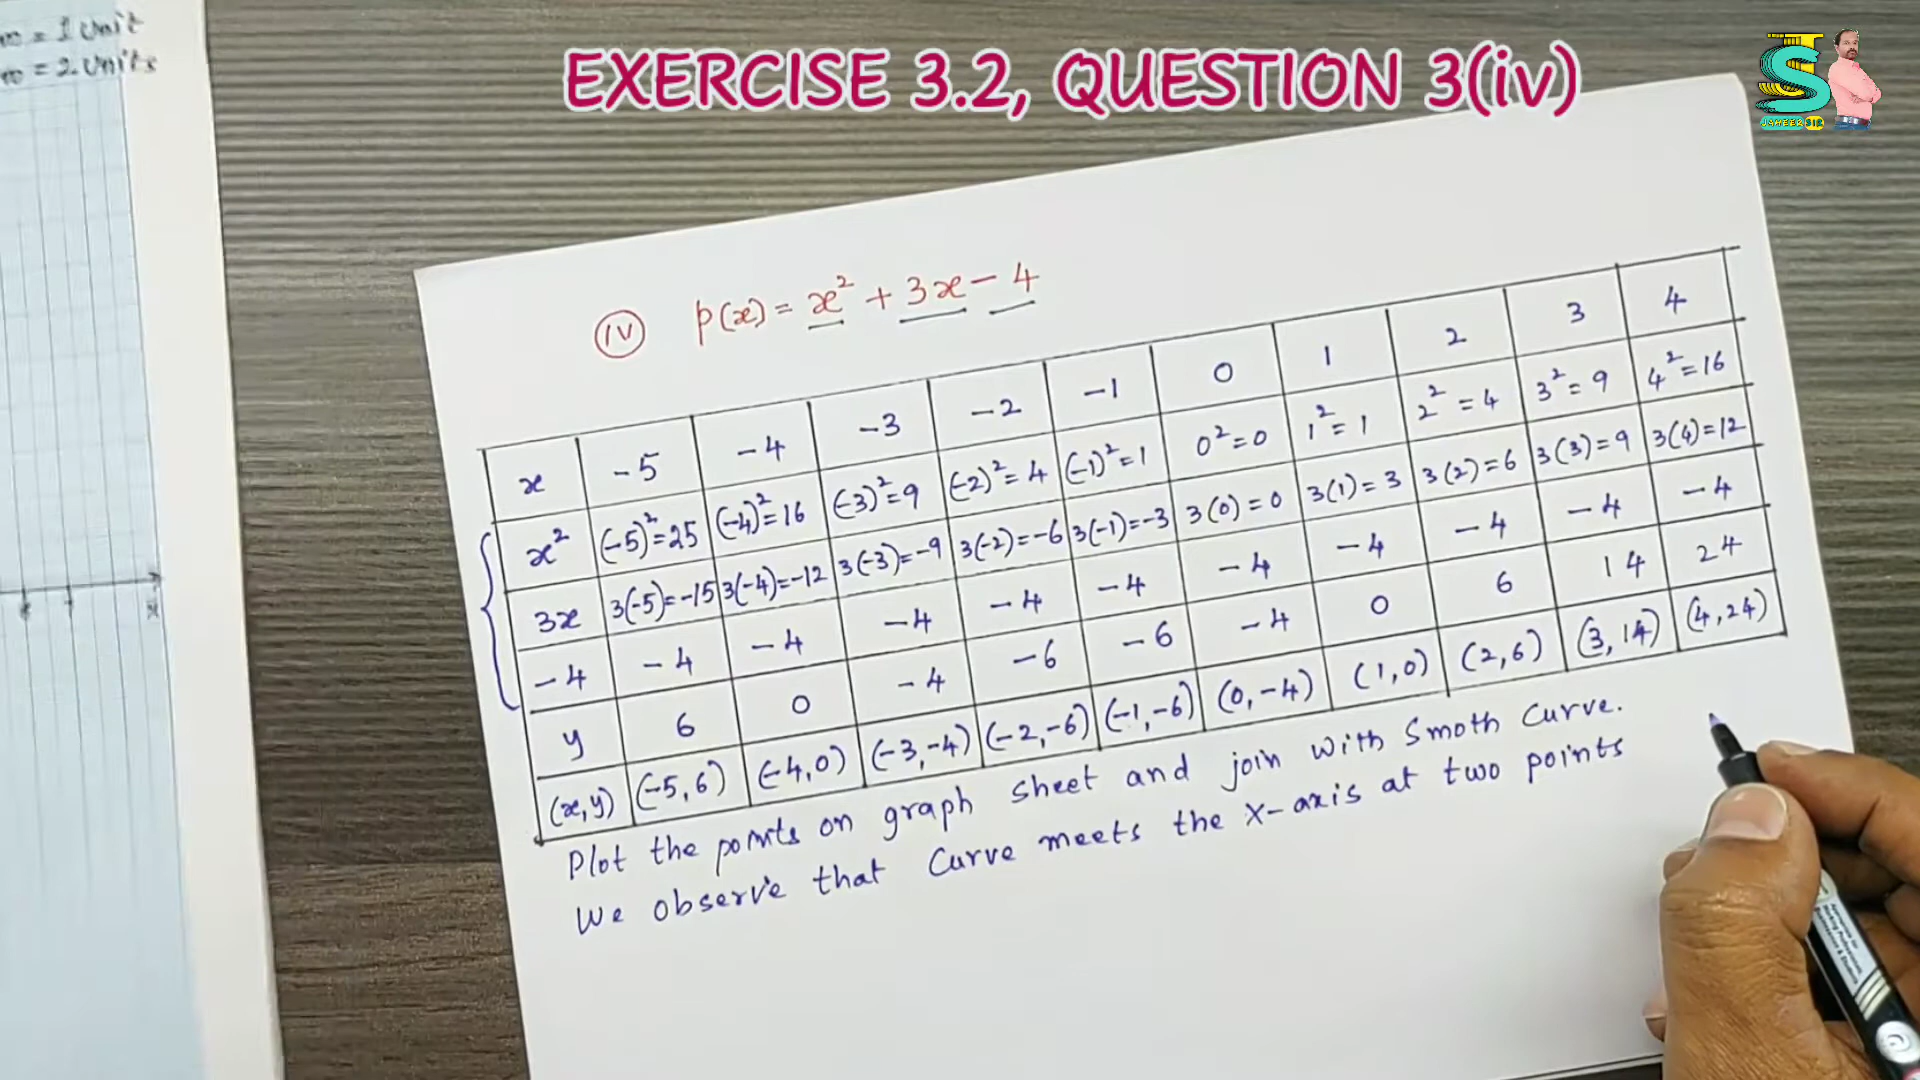 = 1 Unit
= 2 Units
EXERCISE 3.2, QUESTION 3(iv)
JS
JAHEER SIR
(iv) p(x) = x² + 3x - 4
x -5 -4 -3 -2 -1 0 1 2 3 4
x² (-5)²=25 (-4)²=16 (-3)²=9 (-2)²=4 (-1)²=1 0²=0 1²=1 2²=4 3²=9 4²=16
3x 3(-5)=-15 3(-4)=-12 3(-3)=-9 3(-2)=-6 3(-1)=-3 3(0)=0 3(1)=3 3(2)=6 3(3)=9 3(4)=12
-4 -4 -4 -4 -4 -4 -4 -4 -4 -4 -4
y 6 0 -4 -6 -6 -4 0 6 14 24
(x,y) (-5,6) (-4,0) (-3,-4) (-2,-6) (-1,-6) (0,-4) (1,0) (2,6) (3,14) (4,24)
Plot the points on graph sheet and join with Smoth Curve.
We observe that Curve meets the X-axis at two points